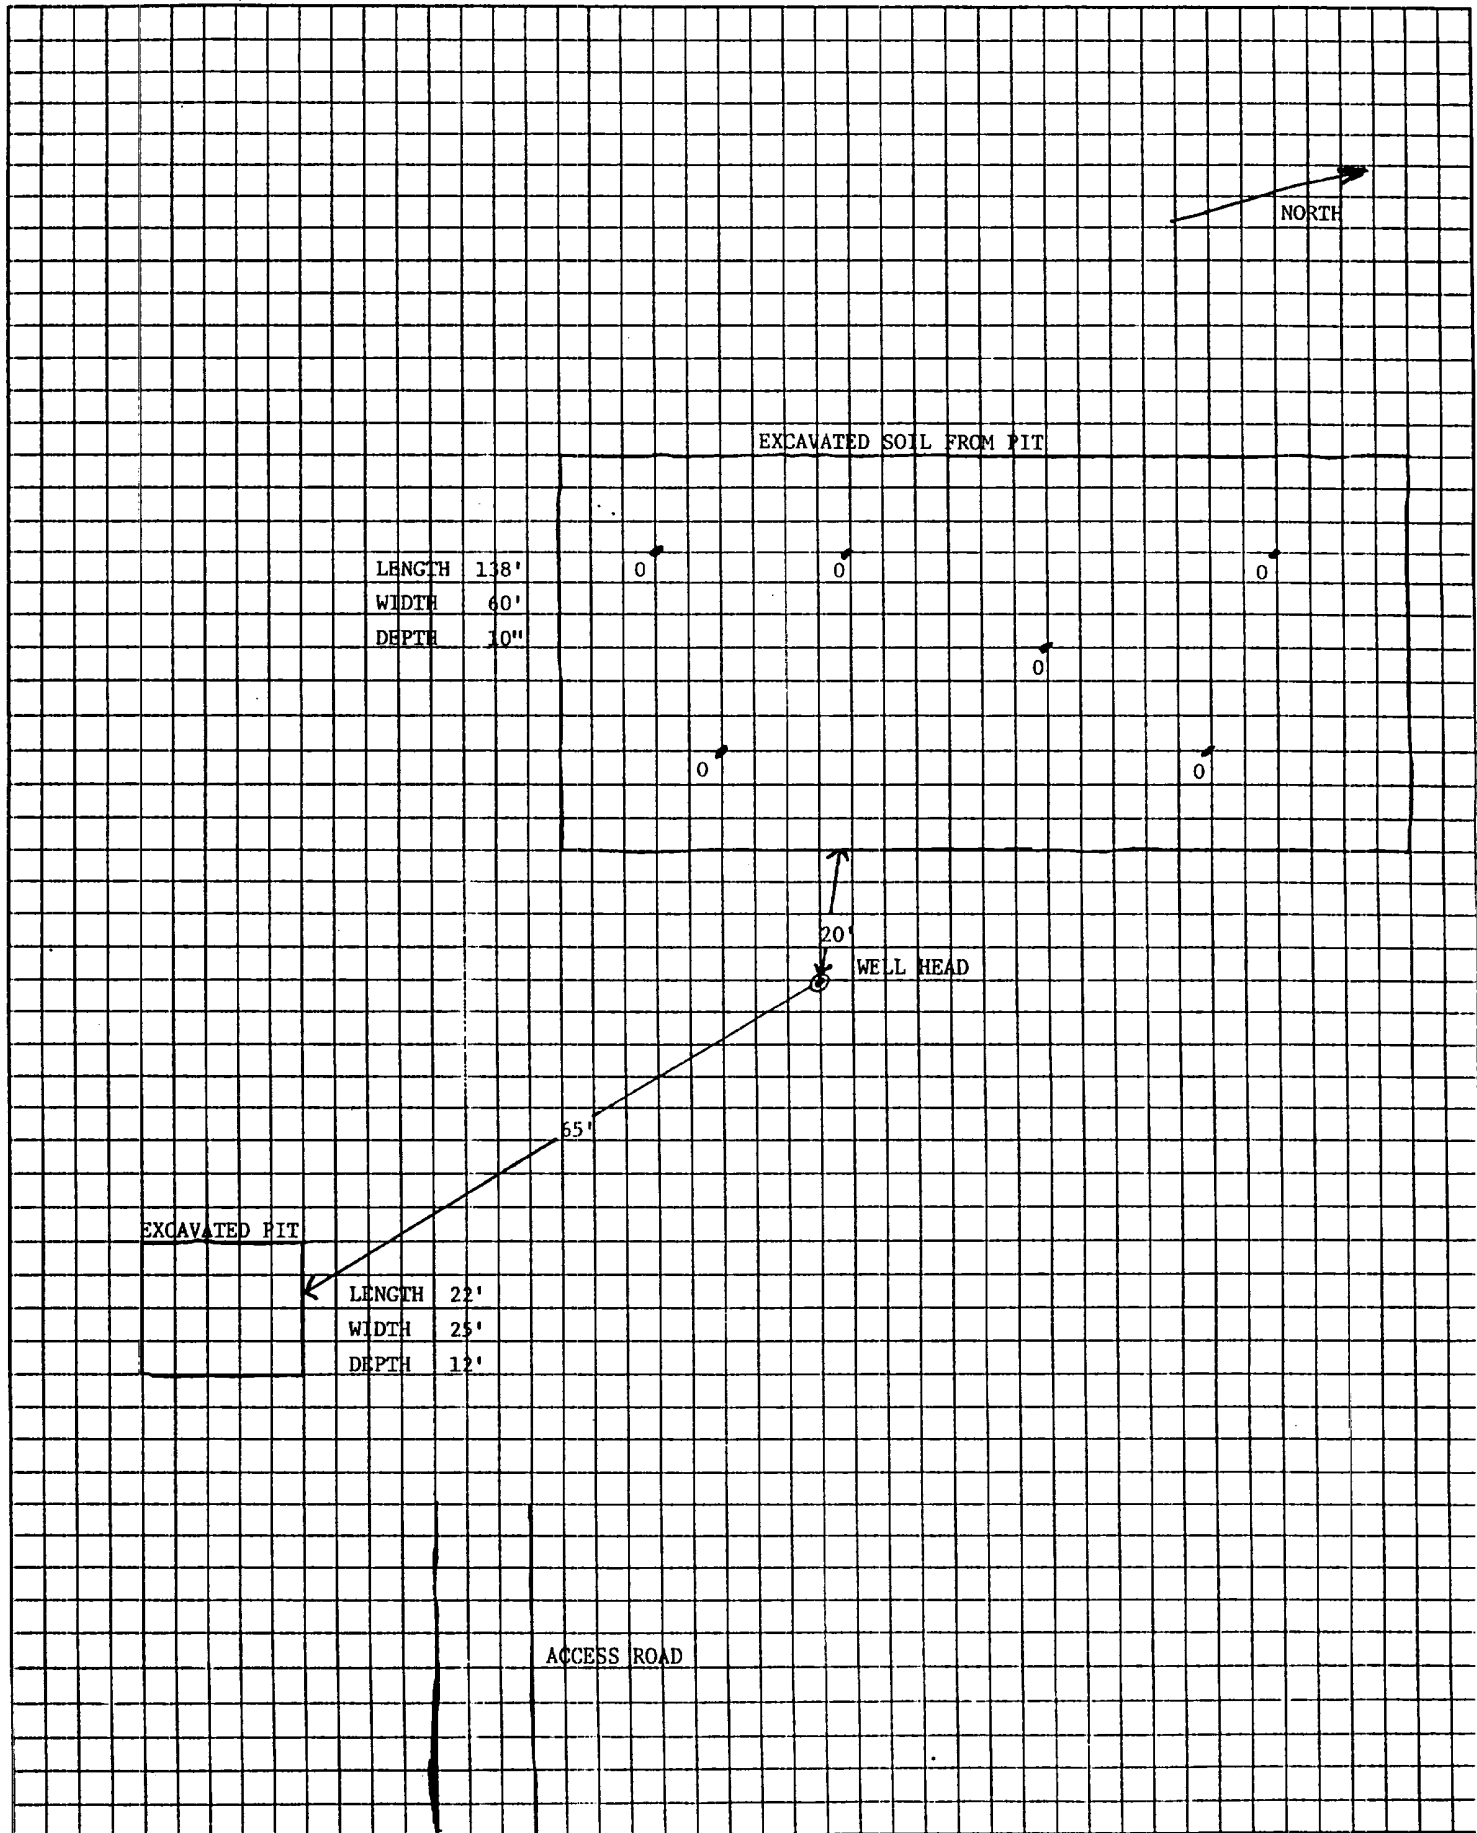 NORTH
EXCAVATED SOIL FROM PIT
LENGTH 138'
WIDTH 60'
DEPTH 10"
0
0
0
0
0
0
20'
WELL HEAD
65'
EXCAVATED PIT
LENGTH 22'
WIDTH 25'
DEPTH 12'
ACCESS ROAD